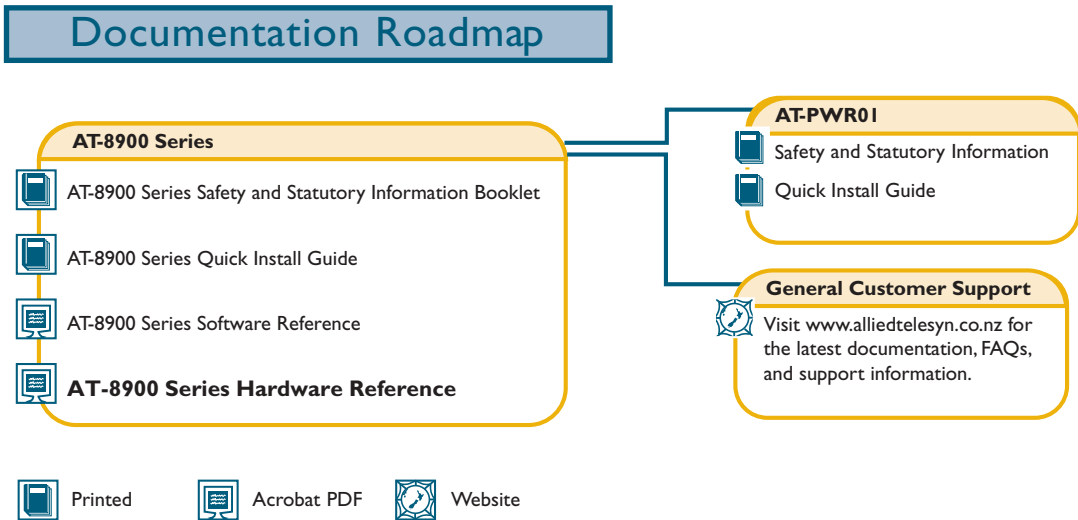 Documentation Roadmap
AT-8900 Series
AT-8900 Series Safety and Statutory Information Booklet
AT-8900 Series Quick Install Guide
AT-8900 Series Software Reference
AT-8900 Series Hardware Reference
AT-PWR01
Safety and Statutory Information
Quick Install Guide
General Customer Support
Visit www.alliedtelesyn.co.nz for
the latest documentation, FAQs,
and support information.
Printed
Acrobat PDF
Website